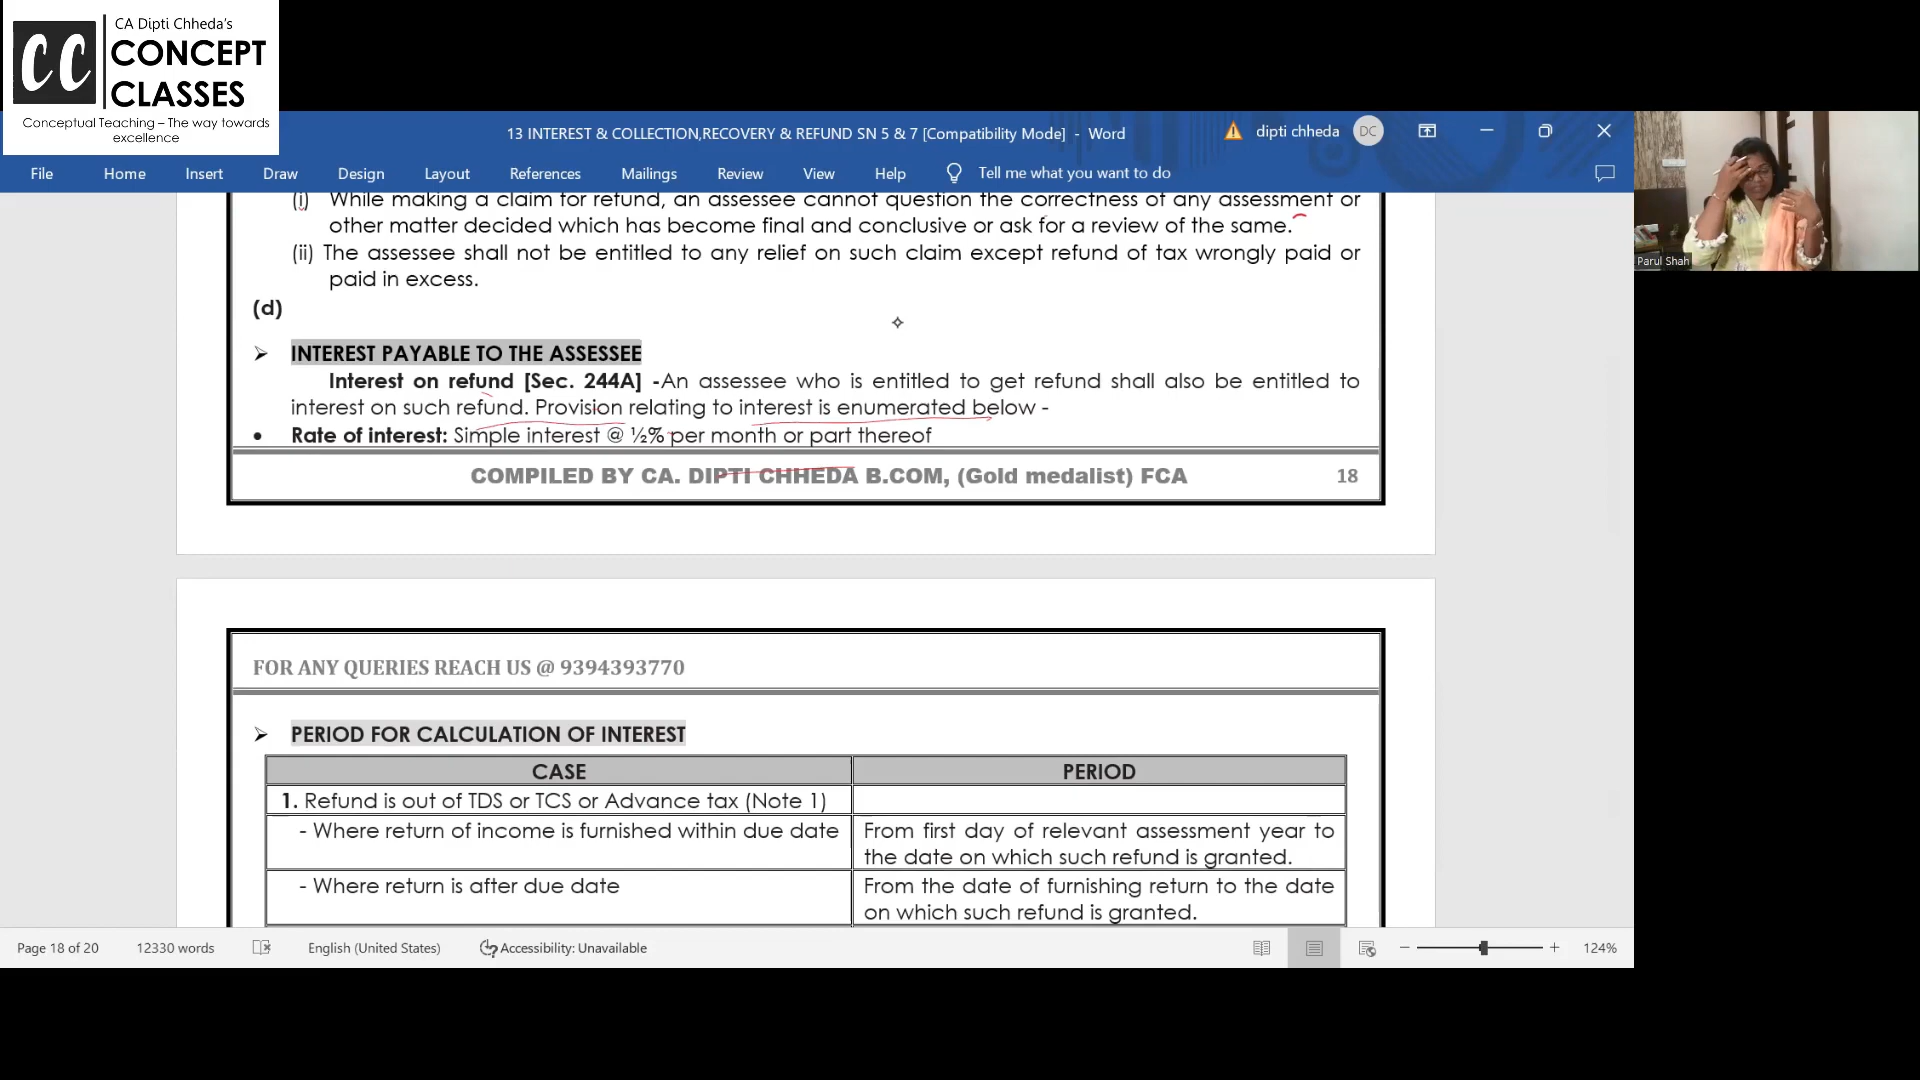 CC
CA Dipti Chheda's
CONCEPT
CLASSES
Conceptual Teaching – The way towards
excellence
13 INTEREST & COLLECTION,RECOVERY & REFUND SN 5 & 7 [Compatibility Mode] - Word
dipti chheda
DC
File Home Insert Draw Design Layout References Mailings Review View Help Tell me what you want to do
(i) While making a claim for refund, an assessee cannot question the correctness of any assessment or
other matter decided which has become final and conclusive or ask for a review of the same.
(ii) The assessee shall not be entitled to any relief on such claim except refund of tax wrongly paid or
paid in excess.
(d)
➢ INTEREST PAYABLE TO THE ASSESSEE
Interest on refund [Sec. 244A] -An assessee who is entitled to get refund shall also be entitled to
interest on such refund. Provision relating to interest is enumerated below -
• Rate of interest: Simple interest @ ½% per month or part thereof
COMPILED BY CA. DIPTI CHHEDA B.COM, (Gold medalist) FCA 18
FOR ANY QUERIES REACH US @ 9394393770
➢ PERIOD FOR CALCULATION OF INTEREST
CASE PERIOD
1. Refund is out of TDS or TCS or Advance tax (Note 1)
- Where return of income is furnished within due date
From first day of relevant assessment year to
the date on which such refund is granted.
- Where return is after due date
From the date of furnishing return to the date
on which such refund is granted.
Page 18 of 20 12330 words English (United States) Accessibility: Unavailable 124%
Parul Shah